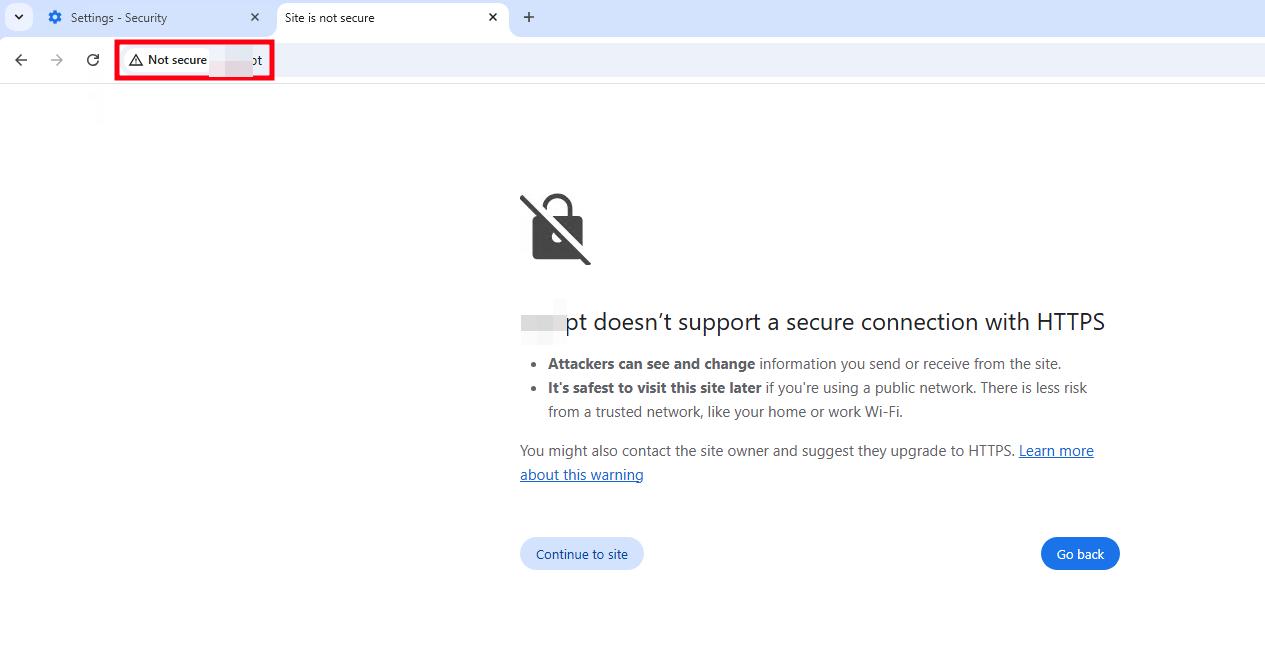 Settings - Security
Site is not secure
Not secure pt
pt doesn't support a secure connection with HTTPS
• Attackers can see and change information you send or receive from the site.
• It's safest to visit this site later if you're using a public network. There is less risk
from a trusted network, like your home or work Wi-Fi.
You might also contact the site owner and suggest they upgrade to HTTPS. Learn more
about this warning
Continue to site
Go back